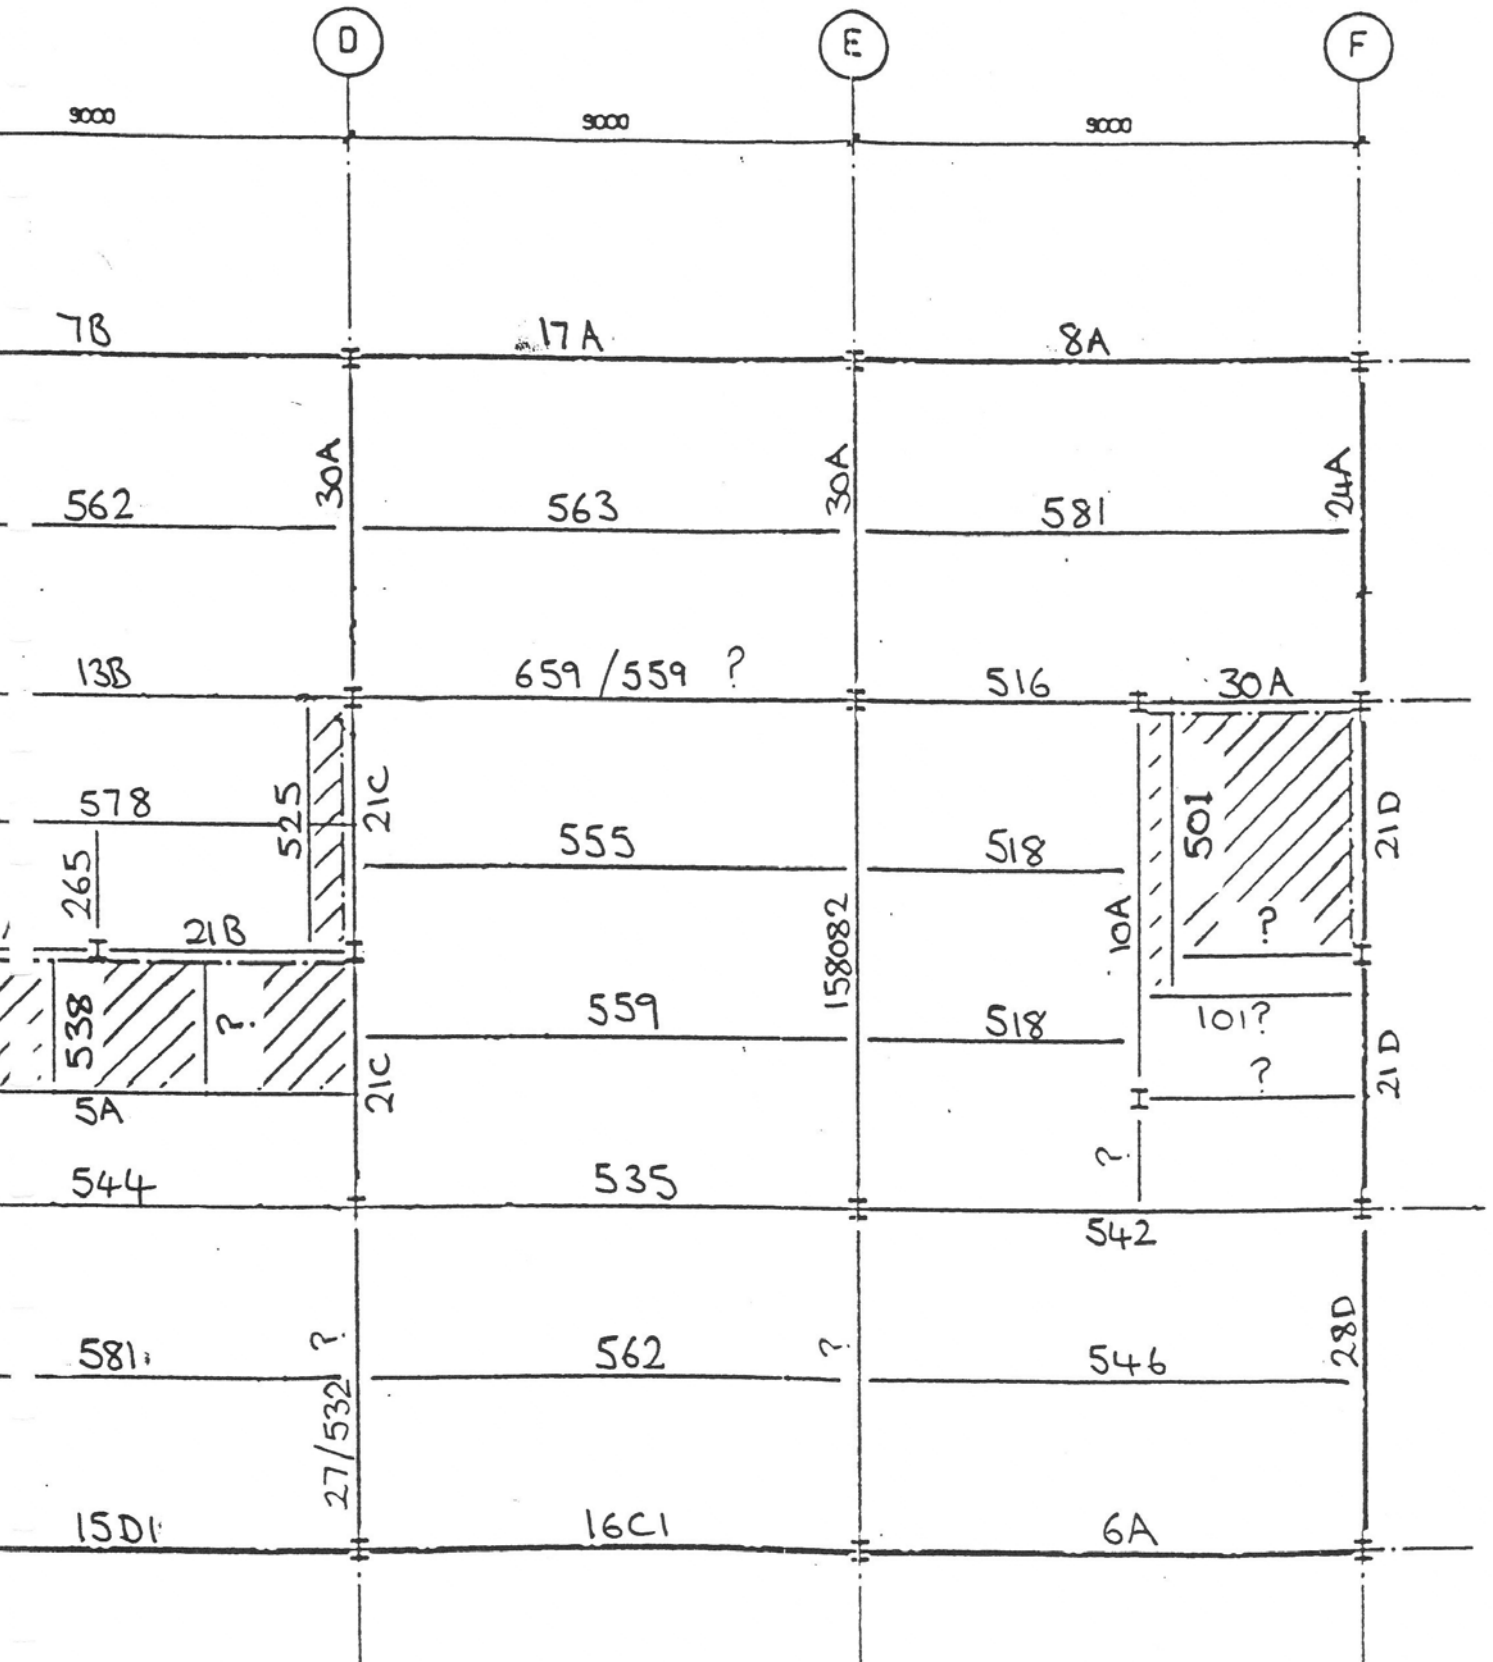 D E F
9000 9000 9000
7B 17A 8A
30A 30A 24A
562 563 581
13B 659/559 ? 516 30A
578 525 21C 501 21D
555 518
265 21B 158082 10A ?
538 ? 559 518 101?
5A 21C ? 21D
544 535 ?
542
581 ? 562 ? 546 28D
27/532
15D1 16C1 6A